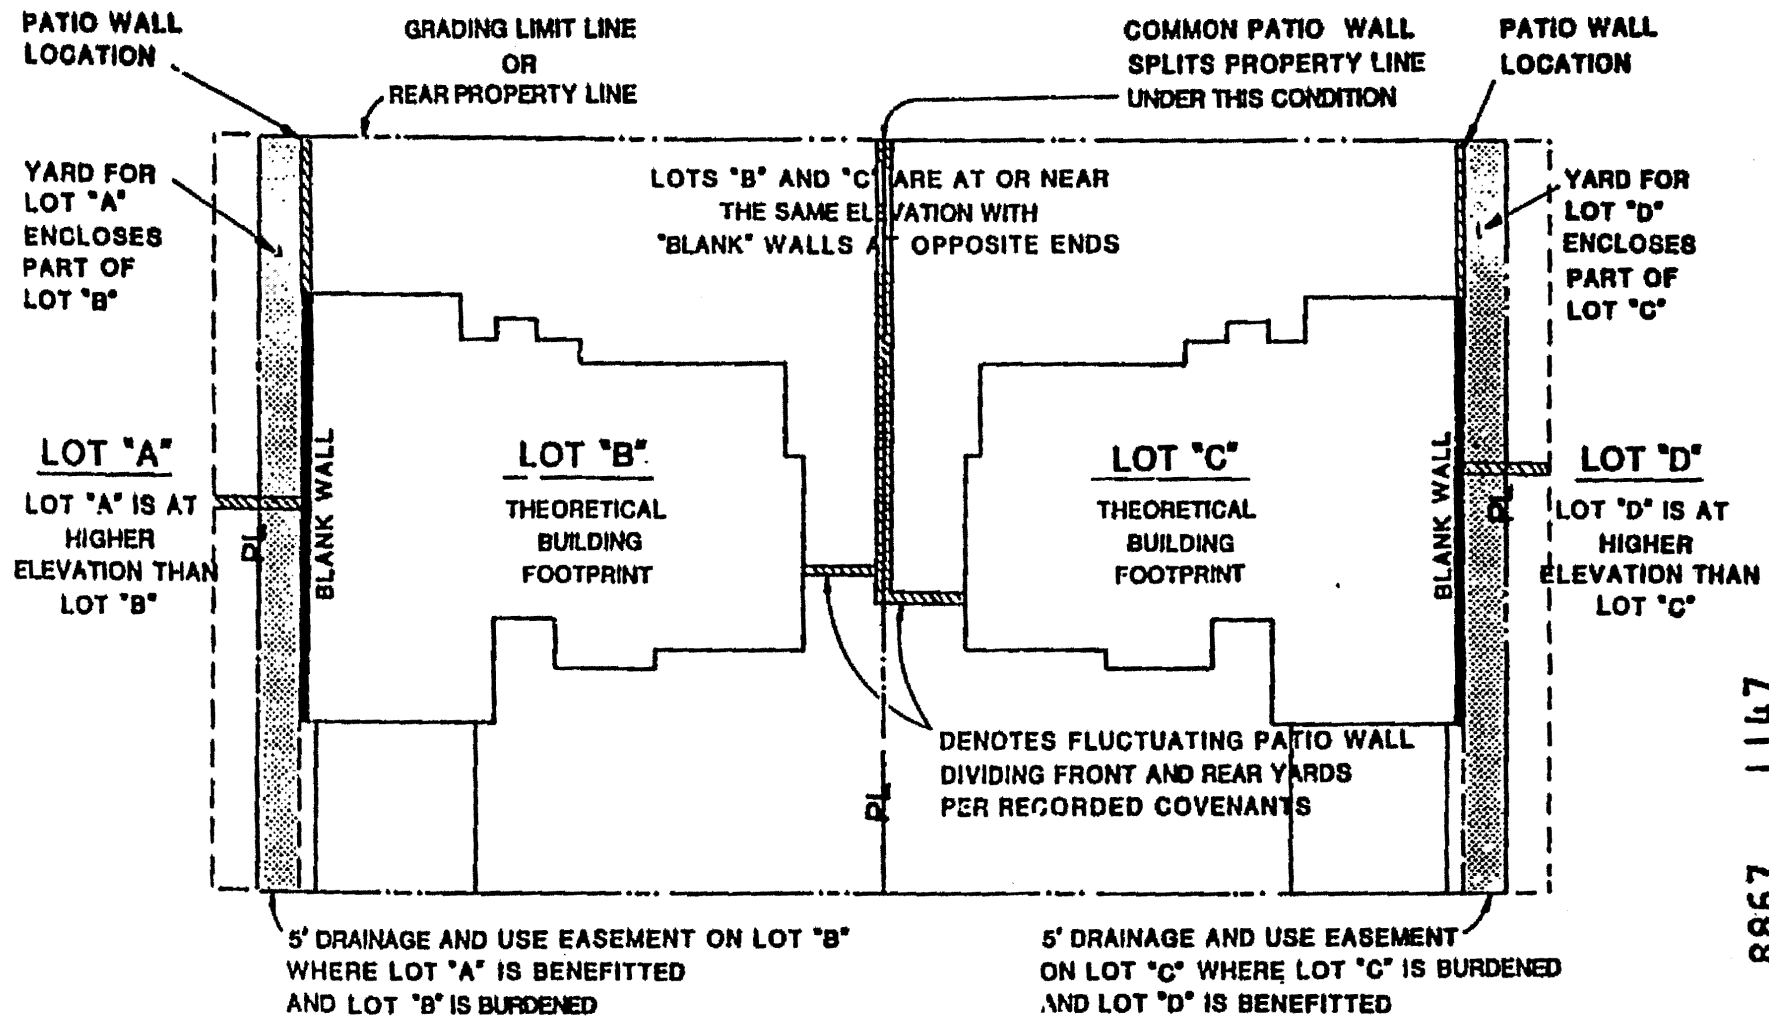 PATIO WALL
LOCATION
GRADING LIMIT LINE
OR
REAR PROPERTY LINE
COMMON PATIO WALL
SPLITS PROPERTY LINE
UNDER THIS CONDITION
PATIO WALL
LOCATION
YARD FOR
LOT "A"
ENCLOSES
PART OF
LOT "B"
LOTS "B" AND "C" ARE AT OR NEAR
THE SAME ELEVATION WITH
"BLANK" WALLS AT OPPOSITE ENDS
YARD FOR
LOT "D"
ENCLOSES
PART OF
LOT "C"
LOT "A"
LOT "A" IS AT
HIGHER
ELEVATION THAN
LOT "B"
PL
BLANK WALL
LOT "B"
THEORETICAL
BUILDING
FOOTPRINT
LOT "C"
THEORETICAL
BUILDING
FOOTPRINT
BLANK WALL
PL
LOT "D"
LOT "D" IS AT
HIGHER
ELEVATION THAN
LOT "C"
DENOTES FLUCTUATING PATIO WALL
DIVIDING FRONT AND REAR YARDS
PER RECORDED COVENANTS
PL
5' DRAINAGE AND USE EASEMENT ON LOT "B"
WHERE LOT "A" IS BENEFITTED
AND LOT "B" IS BURDENED
5' DRAINAGE AND USE EASEMENT
ON LOT "C" WHERE LOT "C" IS BURDENED
AND LOT "D" IS BENEFITTED
8867 1147